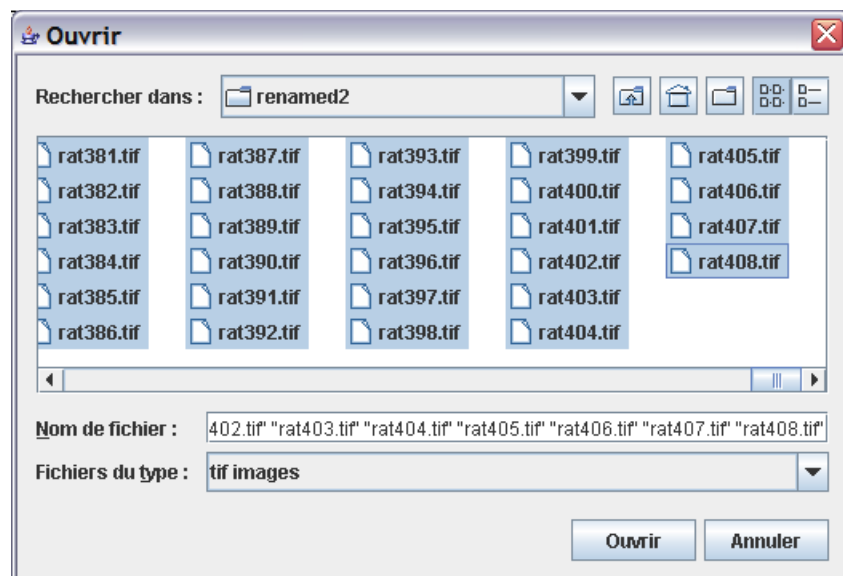 Ouvrir
Rechercher dans : renamed2
rat381.tif rat387.tif rat393.tif rat399.tif rat405.tif
rat382.tif rat388.tif rat394.tif rat400.tif rat406.tif
rat383.tif rat389.tif rat395.tif rat401.tif rat407.tif
rat384.tif rat390.tif rat396.tif rat402.tif rat408.tif
rat385.tif rat391.tif rat397.tif rat403.tif
rat386.tif rat392.tif rat398.tif rat404.tif
Nom de fichier : 402.tif" "rat403.tif" "rat404.tif" "rat405.tif" "rat406.tif" "rat407.tif" "rat408.tif"
Fichiers du type : tif images
Ouvrir Annuler